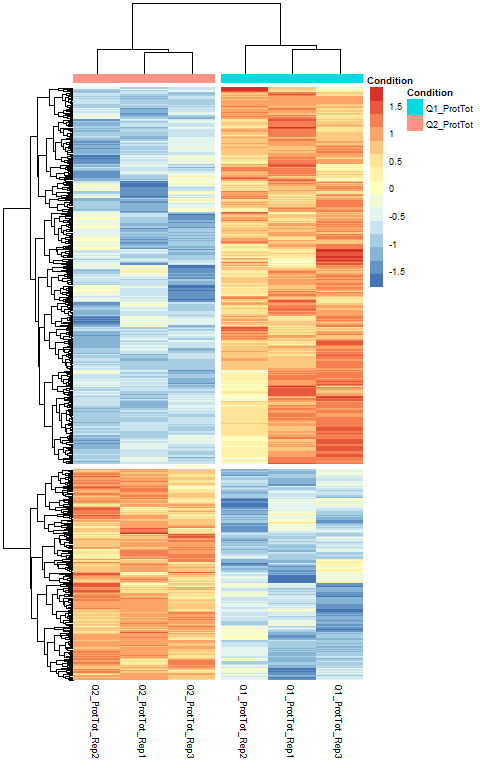 Condition
Condition
Q1_ProtTot
Q2_ProtTot
1.5
1
0.5
0
-0.5
-1
-1.5
Q2_ProtTot_Rep2
Q2_ProtTot_Rep1
Q2_ProtTot_Rep3
Q1_ProtTot_Rep2
Q1_ProtTot_Rep1
Q1_ProtTot_Rep3